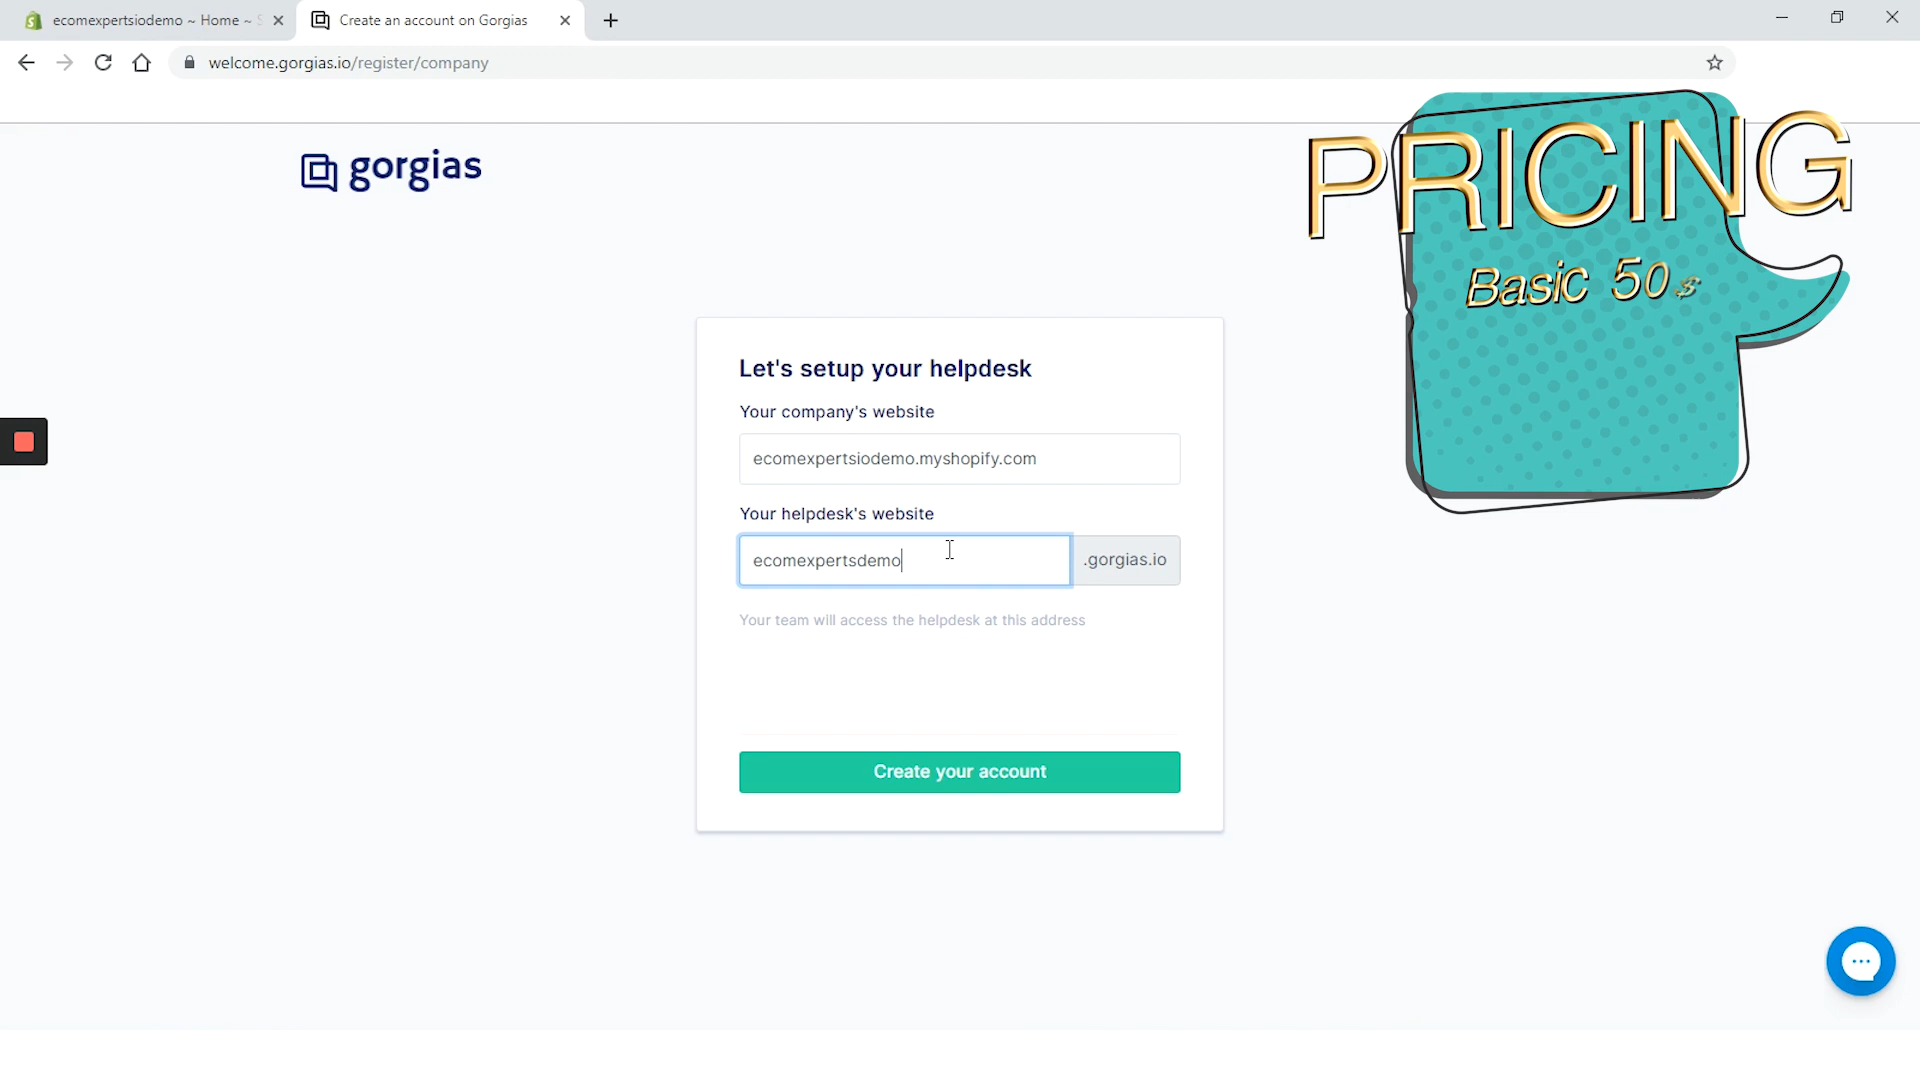 ecomexpertsiodemo ~ Home ~ S
Create an account on Gorgias
welcome.gorgias.io/register/company
PRICING
gorgias
Basic 50$
Let's setup your helpdesk
Your company's website
ecomexpertsiodemo.myshopify.com
Your helpdesk's website
ecomexpertsdemo
.gorgias.io
Your team will access the helpdesk at this address
Create your account